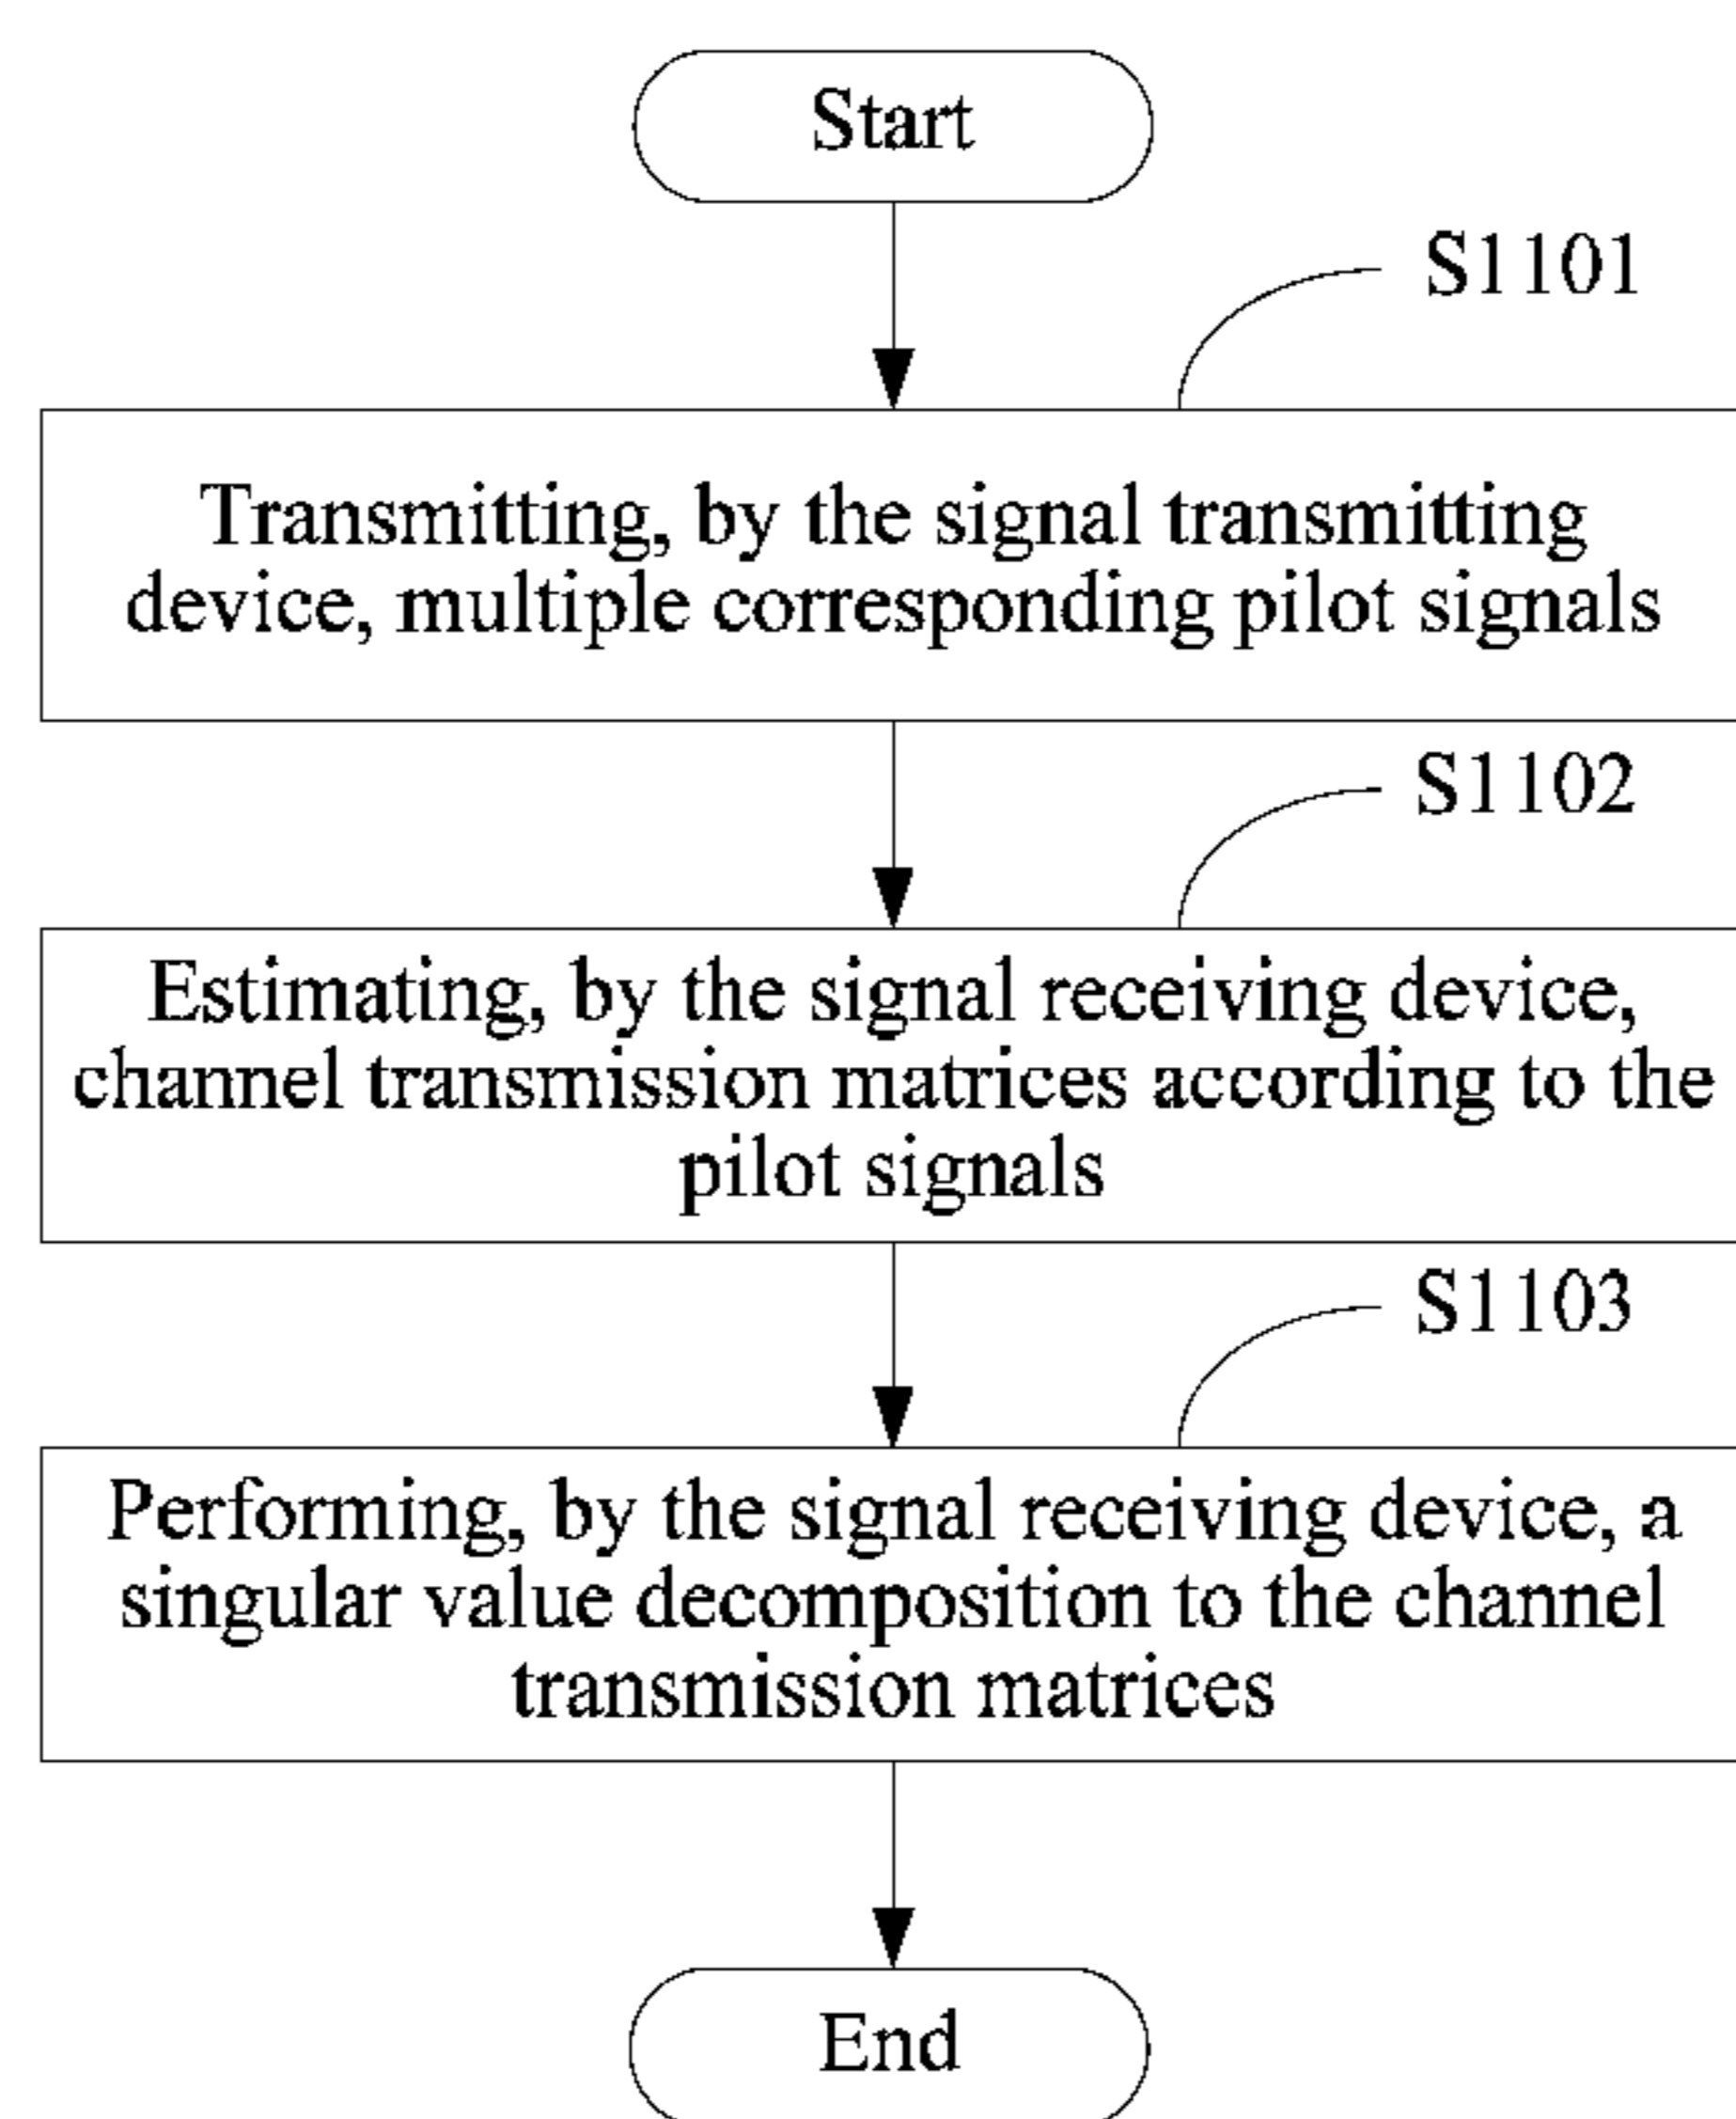 Start
S1101
Transmitting, by the signal transmitting
device, multiple corresponding pilot signals
S1102
Estimating, by the signal receiving device,
channel transmission matrices according to the
pilot signals
S1103
Performing, by the signal receiving device, a
singular value decomposition to the channel
transmission matrices
End